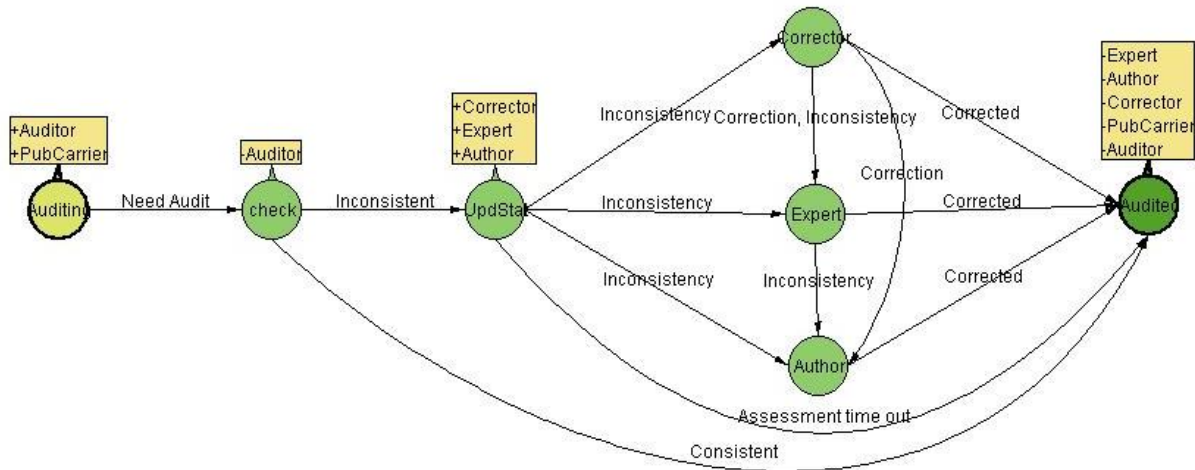 +Auditor
+PubCarrier
Auditing
Need Audit
-Auditor
check
Inconsistent
+Corrector
+Expert
+Author
UpdStat
Inconsistency
Corrector
Correction, Inconsistency
Corrected
Correction
Inconsistency
Expert
Corrected
Inconsistency
Inconsistency
Corrected
Author
Assessment time out
Consistent
-Expert
-Author
-Corrector
-PubCarrier
-Auditor
Audited